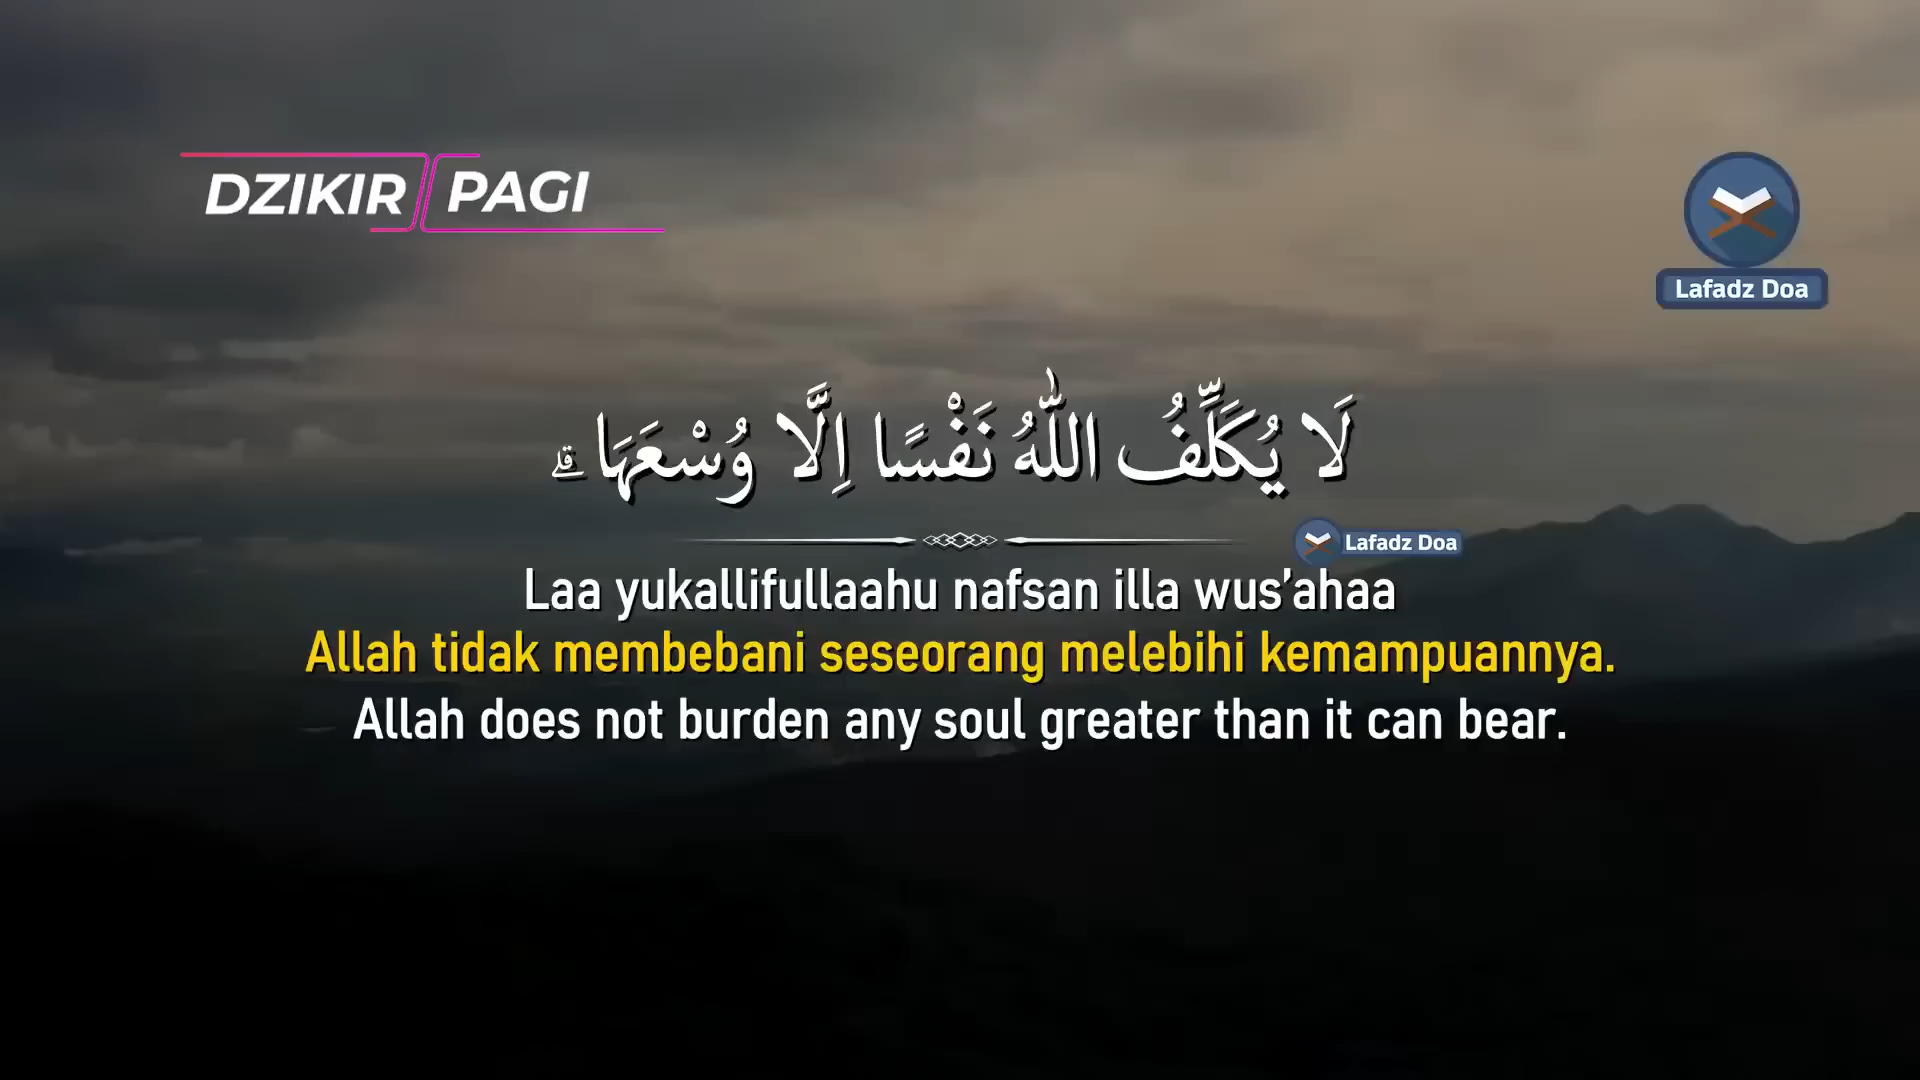 DZIKIR PAGI
Lafadz Doa
لَا يُكَلِّفُ اللّٰهُ نَفْسًا اِلَّا وُسْعَهَا ۗ
Lafadz Doa
Laa yukallifullaahu nafsan illa wus’ahaa
Allah tidak membebani seseorang melebihi kemampuannya.
Allah does not burden any soul greater than it can bear.